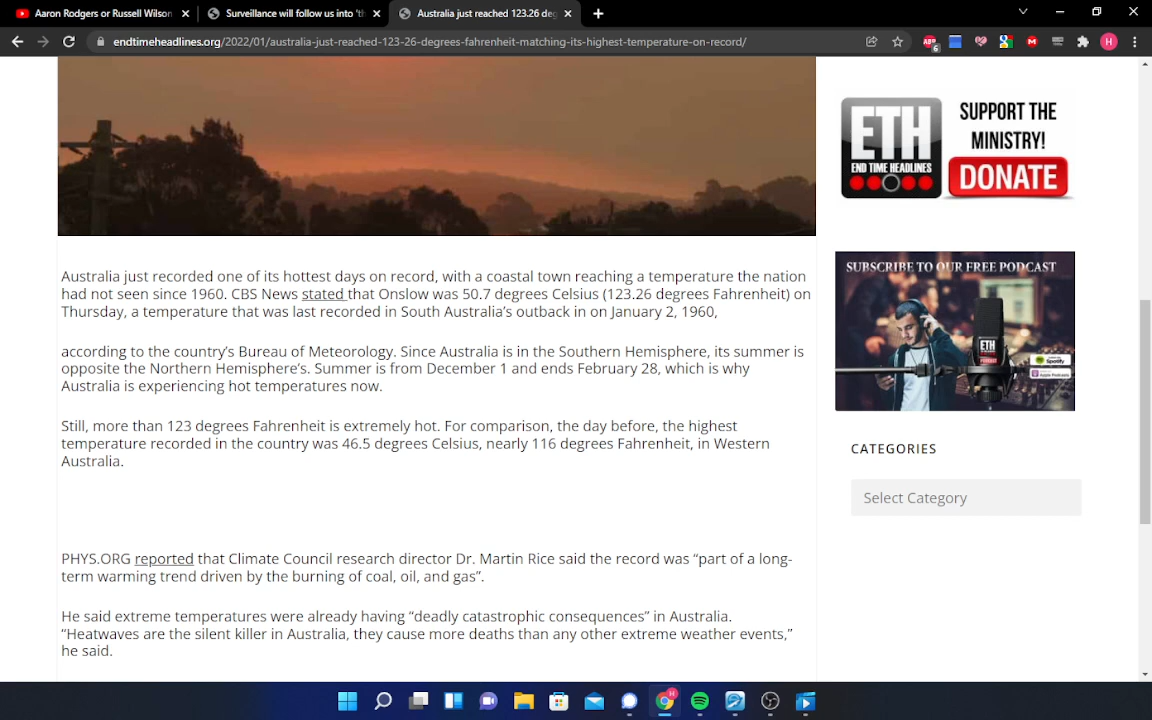 Aaron Rodgers or Russell Wilson
Surveillance will follow us into 'th
Australia just reached 123.26 deg
endtimeheadlines.org/2022/01/australia-just-reached-123-26-degrees-fahrenheit-matching-its-highest-temperature-on-record/
ABP
6
M
H
ETH
END TIME HEADLINES
SUPPORT THE
MINISTRY!
DONATE
Australia just recorded one of its hottest days on record, with a coastal town reaching a temperature the nation
had not seen since 1960. CBS News stated that Onslow was 50.7 degrees Celsius (123.26 degrees Fahrenheit) on
Thursday, a temperature that was last recorded in South Australia's outback in on January 2, 1960,
SUBSCRIBE TO OUR FREE PODCAST
ETH
Spotify
Apple Podcasts
according to the country's Bureau of Meteorology. Since Australia is in the Southern Hemisphere, its summer is
opposite the Northern Hemisphere's. Summer is from December 1 and ends February 28, which is why
Australia is experiencing hot temperatures now.
Still, more than 123 degrees Fahrenheit is extremely hot. For comparison, the day before, the highest
temperature recorded in the country was 46.5 degrees Celsius, nearly 116 degrees Fahrenheit, in Western
Australia.
CATEGORIES
Select Category
PHYS.ORG reported that Climate Council research director Dr. Martin Rice said the record was “part of a long-
term warming trend driven by the burning of coal, oil, and gas”.
He said extreme temperatures were already having “deadly catastrophic consequences” in Australia.
“Heatwaves are the silent killer in Australia, they cause more deaths than any other extreme weather events,”
he said.